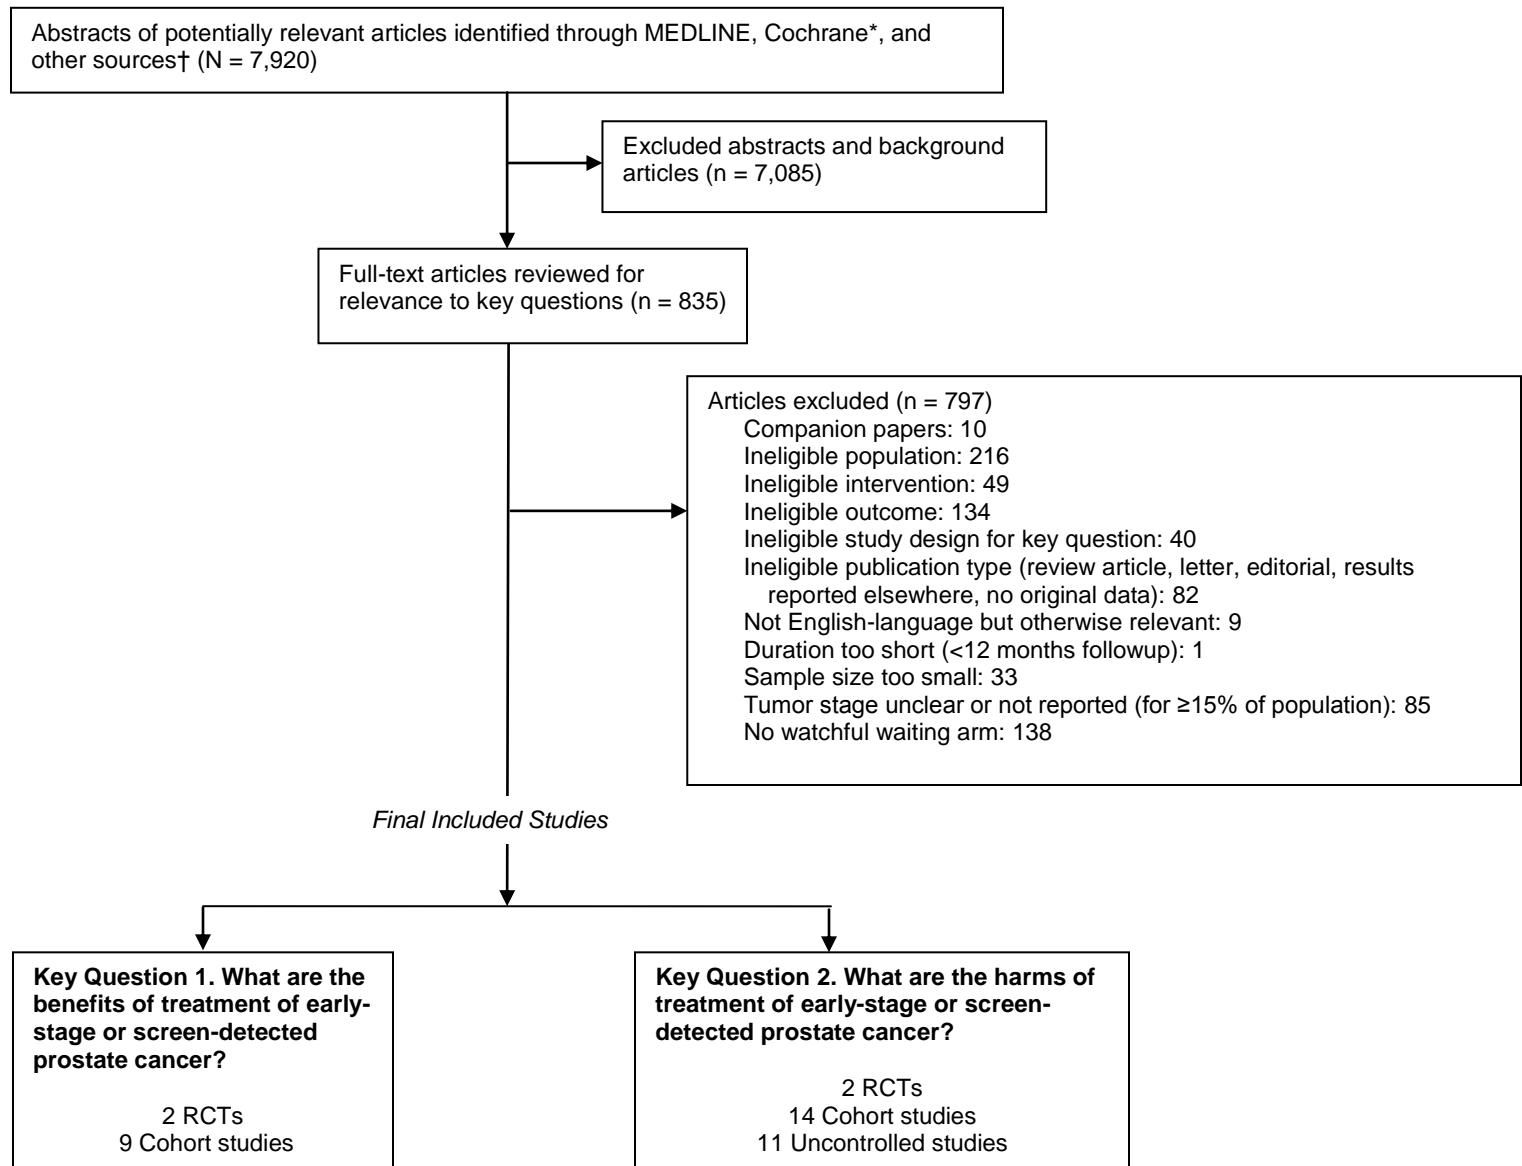 Abstracts of potentially relevant articles identified through MEDLINE, Cochrane*, and
other sources† (N = 7,920)
Excluded abstracts and background
articles (n = 7,085)
Full-text articles reviewed for
relevance to key questions (n = 835)
Articles excluded (n = 797)
Companion papers: 10
Ineligible population: 216
Ineligible intervention: 49
Ineligible outcome: 134
Ineligible study design for key question: 40
Ineligible publication type (review article, letter, editorial, results
reported elsewhere, no original data): 82
Not English-language but otherwise relevant: 9
Duration too short (<12 months followup): 1
Sample size too small: 33
Tumor stage unclear or not reported (for ≥15% of population): 85
No watchful waiting arm: 138
Final Included Studies
Key Question 1. What are the
benefits of treatment of early-
stage or screen-detected
prostate cancer?
2 RCTs
9 Cohort studies
Key Question 2. What are the harms of
treatment of early-stage or screen-
detected prostate cancer?
2 RCTs
14 Cohort studies
11 Uncontrolled studies